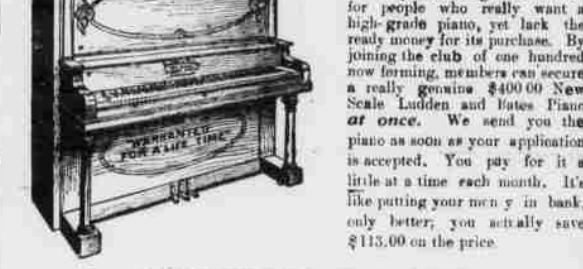 "WARRANTED
FOR A LIFE TIME"
for people who really want a
high-grade piano, yet lack the
ready money for its purchase. By
joining the club of one hundred
now forming, members can secure
a really genuine $400 00 New
Scale Ludden and Bates Piano
at once. We send you the
piano as soon as your application
is accepted. You pay for it a
little at a time each month. It's
like putting your mon y in bank,
only better; you actually save
$113.00 on the price